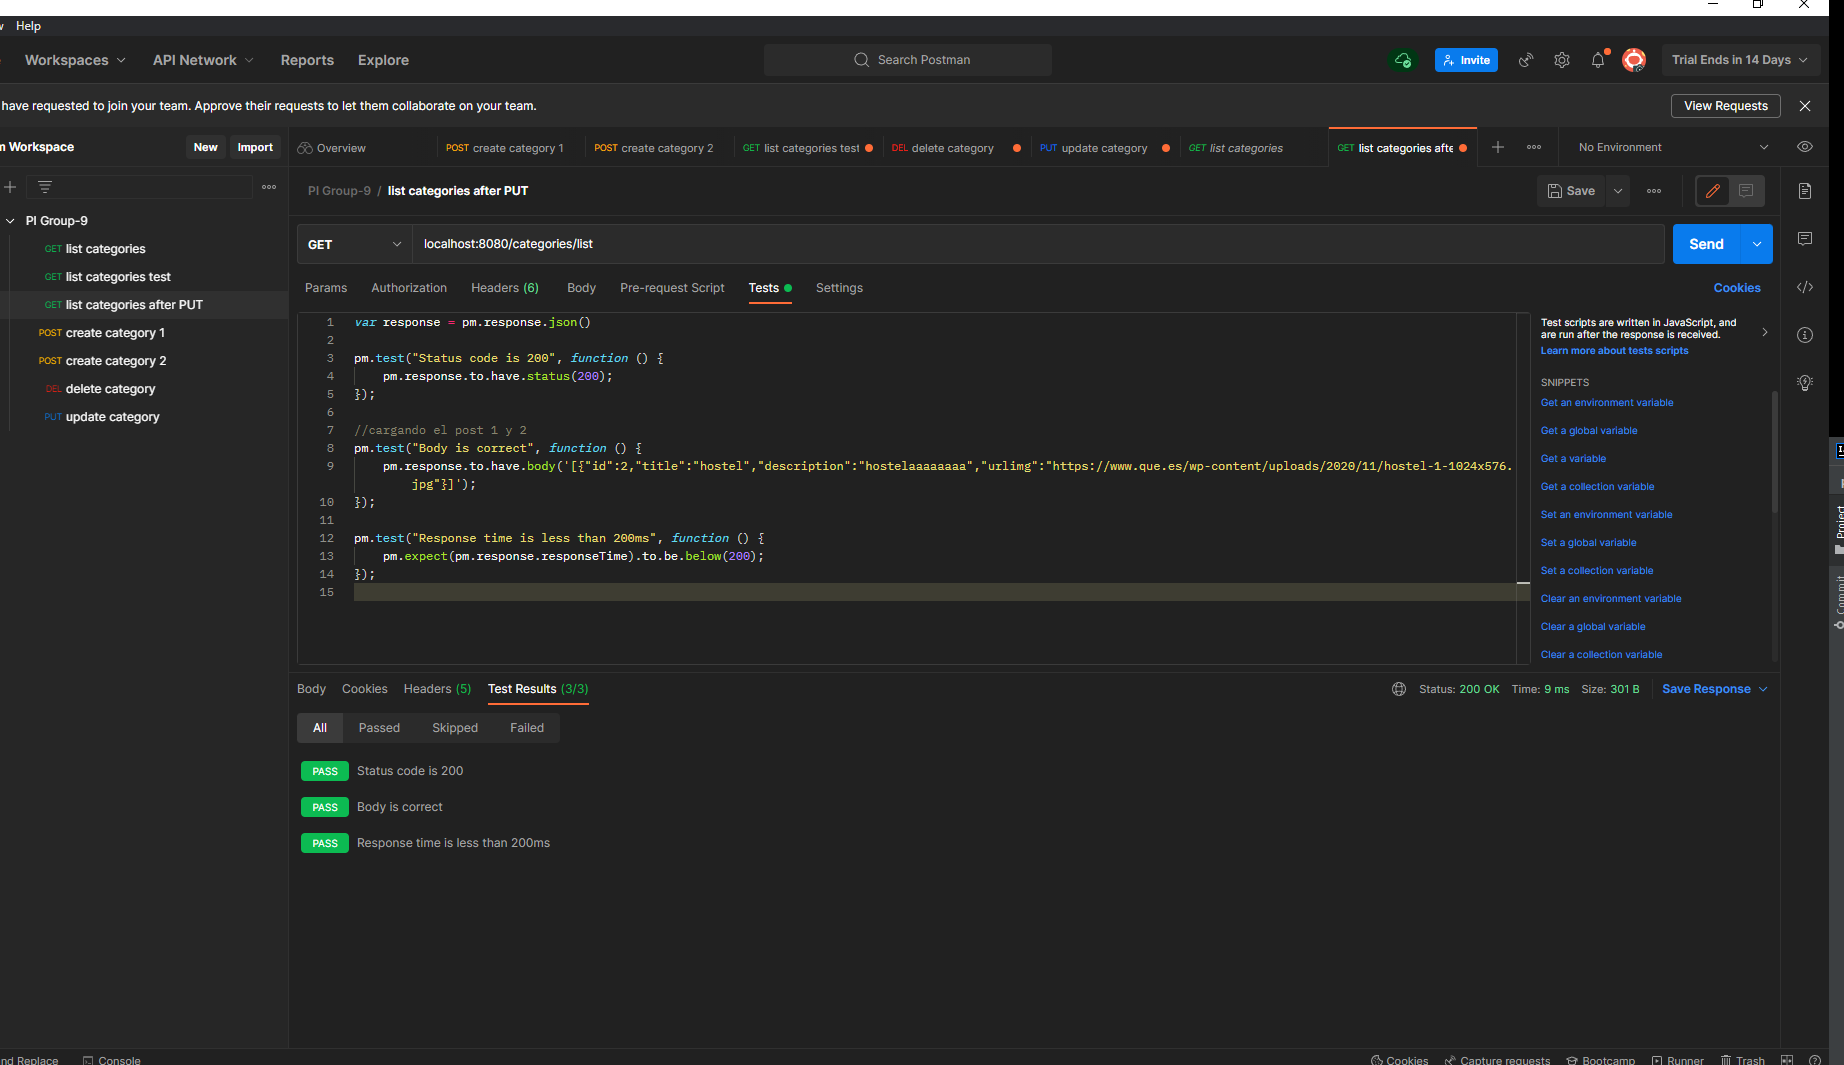 Help
Workspaces
API Network
Reports
Explore
Search Postman
Invite
Trial Ends in 14 Days
have requested to join your team. Approve their requests to let them collaborate on your team.
View Requests
Workspace
New
Import
Overview
POST create category 1
POST create category 2
GET list categories test
DEL delete category
PUT update category
GET list categories
GET list categories afte
No Environment
PI Group-9 / list categories after PUT
Save
PI Group-9
GET list categories
GET list categories test
GET list categories after PUT
POST create category 1
POST create category 2
DEL delete category
PUT update category
GET
localhost:8080/categories/list
Send
Params
Authorization
Headers (6)
Body
Pre-request Script
Tests
Settings
Cookies
1 var response = pm.response.json()
2
3 pm.test("Status code is 200", function () {
4 pm.response.to.have.status(200);
5 });
6
7 //cargando el post 1 y 2
8 pm.test("Body is correct", function () {
9 pm.response.to.have.body('[{"id":2,"title":"hostel","description":"hostelaaaaaaaa","urlimg":"https://www.que.es/wp-content/uploads/2020/11/hostel-1-1024x576.
jpg"}]');
10 });
11
12 pm.test("Response time is less than 200ms", function () {
13 pm.expect(pm.response.responseTime).to.be.below(200);
14 });
15
Test scripts are written in JavaScript, and
are run after the response is received.
Learn more about tests scripts
SNIPPETS
Get an environment variable
Get a global variable
Get a variable
Get a collection variable
Set an environment variable
Set a global variable
Set a collection variable
Clear an environment variable
Clear a global variable
Clear a collection variable
Project
Commit
Body
Cookies
Headers (5)
Test Results (3/3)
Status: 200 OK
Time: 9 ms
Size: 301 B
Save Response
All
Passed
Skipped
Failed
PASS Status code is 200
PASS Body is correct
PASS Response time is less than 200ms
nd Replace
Console
Cookies
Capture requests
Bootcamp
Runner
Trash